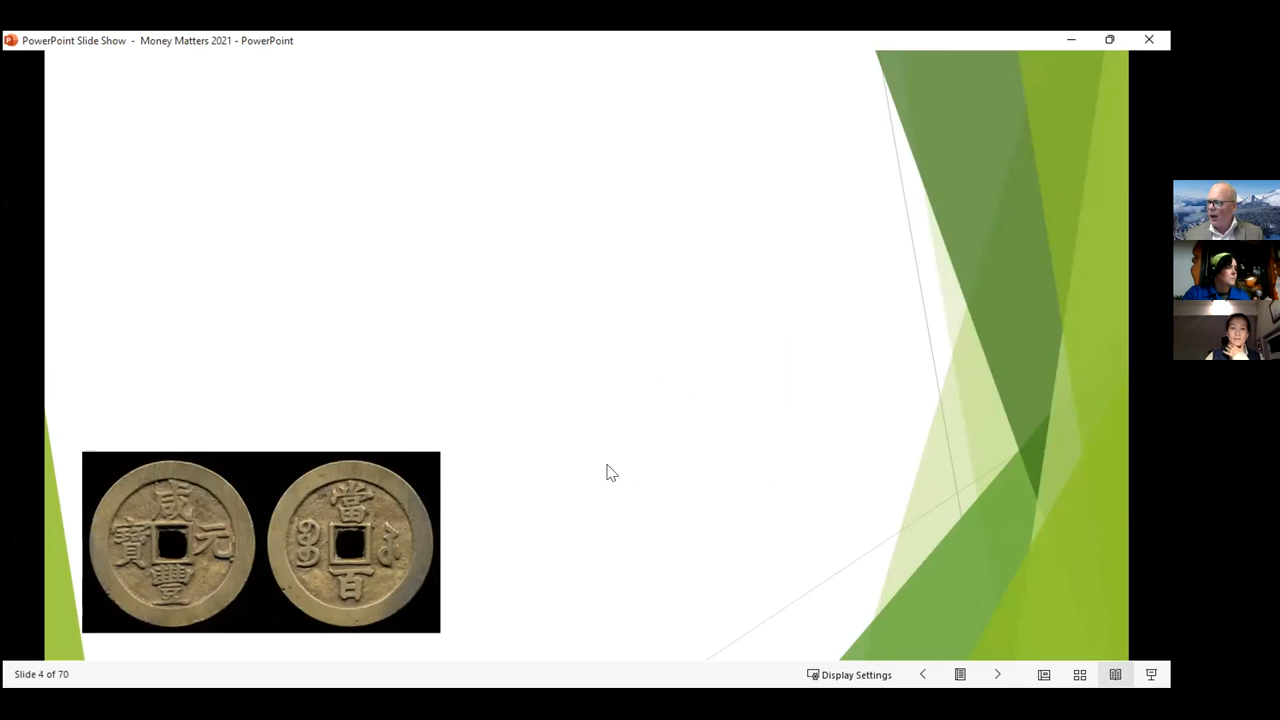 PowerPoint Slide Show - Money Matters 2021 - PowerPoint
咸豐元寶
當百
Slide 4 of 70
Display Settings